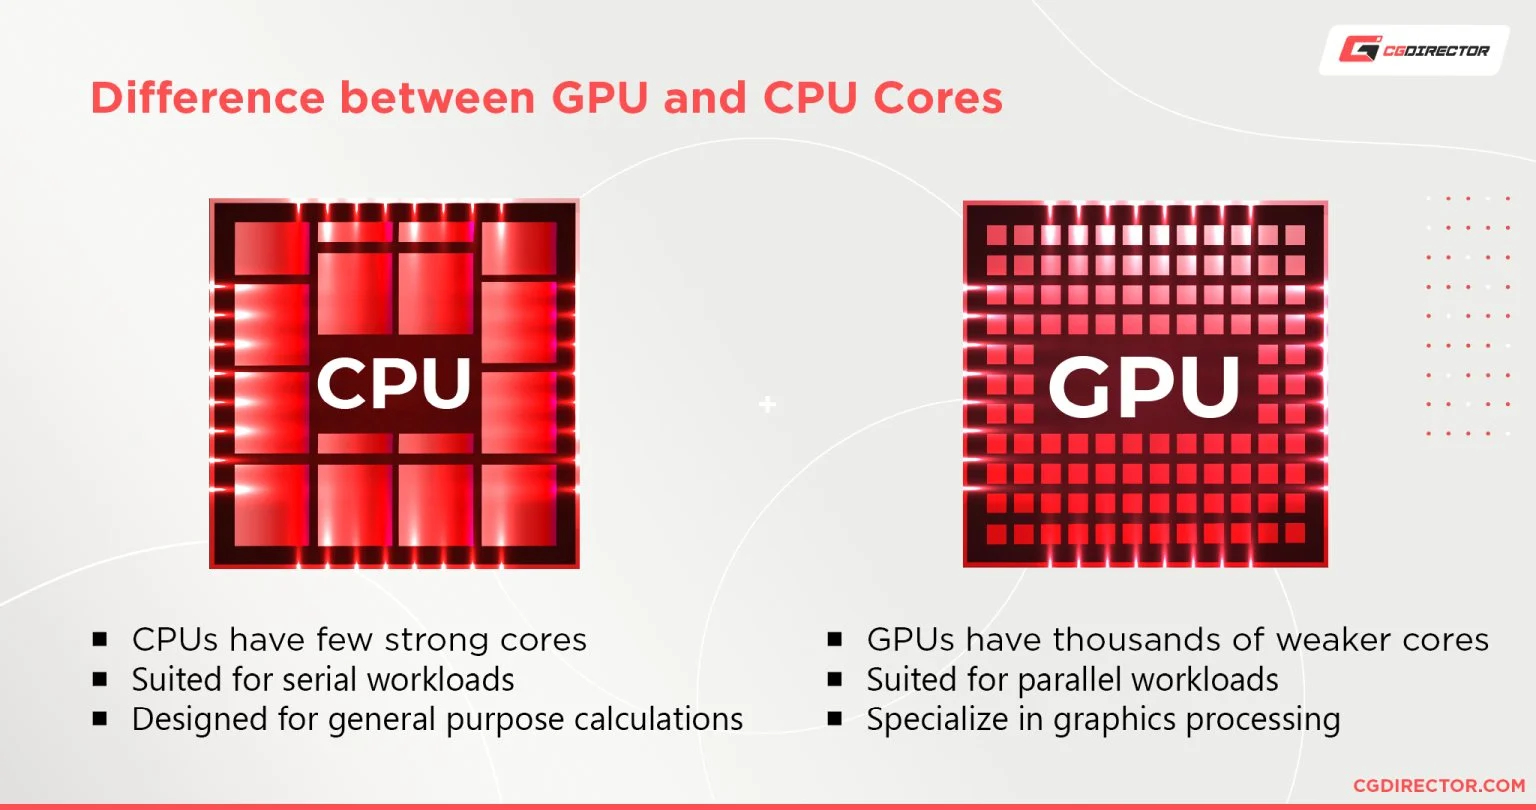 CGDIRECTOR
Difference between GPU and CPU Cores
CPU
GPU
■ CPUs have few strong cores
■ Suited for serial workloads
■ Designed for general purpose calculations
■ GPUs have thousands of weaker cores
■ Suited for parallel workloads
■ Specialize in graphics processing
CGDIRECTOR.COM